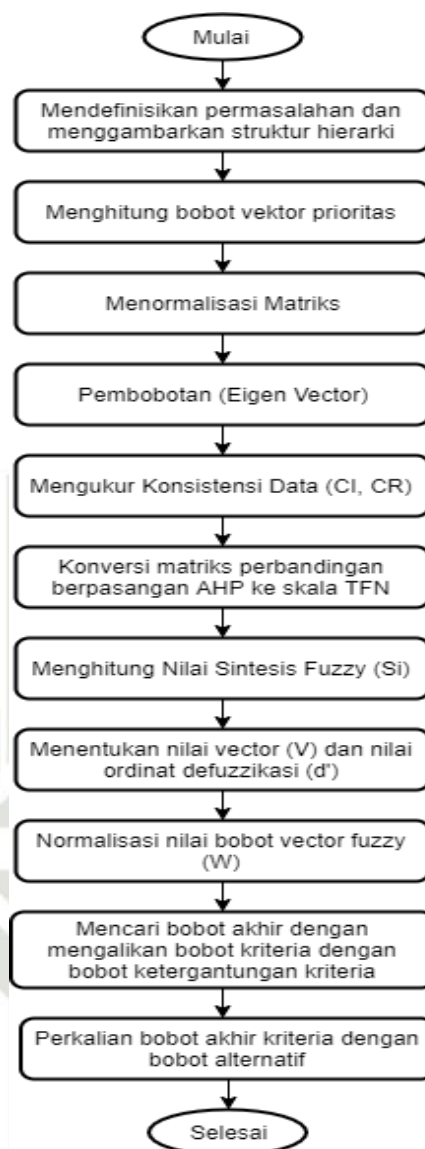 Mulai
Mendefinisikan permasalahan dan
menggambarkan struktur hierarki
Menghitung bobot vektor prioritas
Menormalisasi Matriks
Pembobotan (Eigen Vector)
Mengukur Konsistensi Data (CI, CR)
Konversi matriks perbandingan
berpasangan AHP ke skala TFN
Menghitung Nilai Sintesis Fuzzy (Si)
Menentukan nilai vector (V) dan nilai
ordinat defuzzikasi (d')
Normalisasi nilai bobot vector fuzzy
(W)
Mencari bobot akhir dengan
mengalikan bobot kriteria dengan
bobot ketergantungan kriteria
Perkalian bobot akhir kriteria dengan
bobot alternatif
Selesai